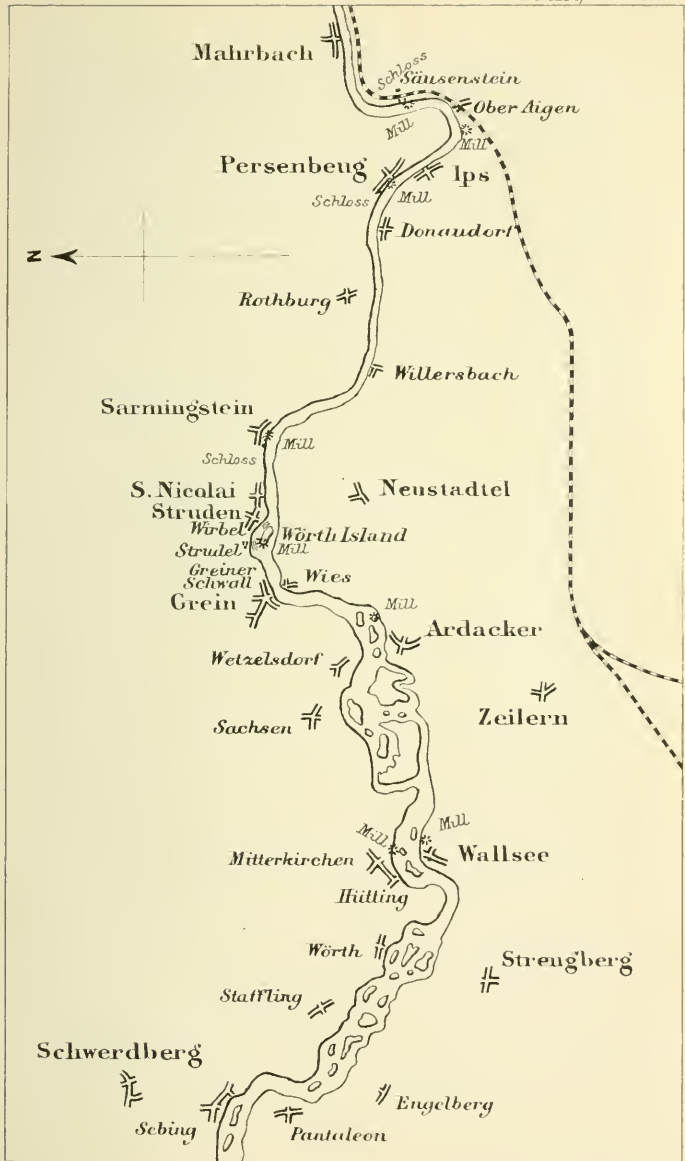 Mahrbach
Schloss
Säusenstein
Ober Aigen
Mill
Mill
Persenbeug
Ips
Schloss
Mill
Donaudorf
N
Rothburg
Willersbach
Sarmingstein
Mill
Schloss
S. Nicolai
Neustadtel
Struden
Wirbel
Wörth Island
Strudel
Mill
Greiner
Schwall
Wies
Grein
Mill
Ardacker
Wetzelsdorf
Sachsen
Zeilern
Mill
Mill
Mitterkirchen
Wallsee
Hütting
Wörth
Strengberg
Staffling
Schwerdberg
Engelberg
Sebing
Pantaleon